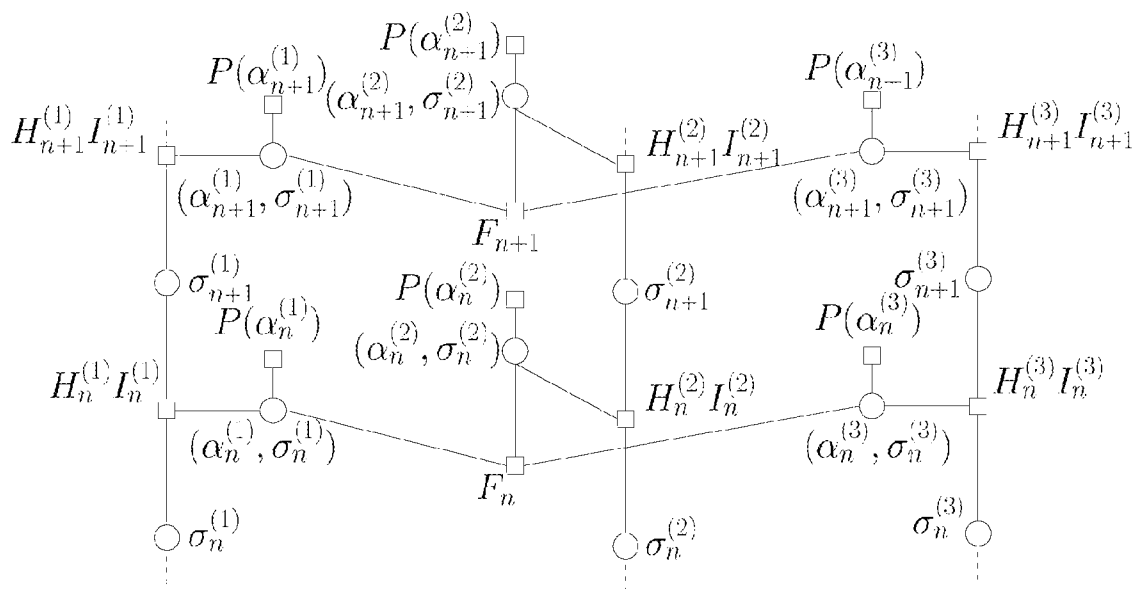 P(α_{n+1}^{(2)})
P(α_{n+1}^{(1)}) (α_{n+1}^{(2)}, σ_{n+1}^{(2)}) P(α_{n-1}^{(3)})
H_{n+1}^{(1)} I_{n+1}^{(1)} H_{n+1}^{(2)} I_{n+1}^{(2)} H_{n+1}^{(3)} I_{n+1}^{(3)}
(α_{n+1}^{(1)}, σ_{n+1}^{(1)}) (α_{n+1}^{(3)}, σ_{n+1}^{(3)})
F_{n+1}
σ_{n+1}^{(1)} P(α_n^{(2)}) σ_{n+1}^{(2)} σ_{n+1}^{(3)}
P(α_n^{(1)}) (α_n^{(2)}, σ_n^{(2)}) P(α_n^{(3)})
H_n^{(1)} I_n^{(1)} H_n^{(2)} I_n^{(2)} H_n^{(3)} I_n^{(3)}
(α_n^{(1)}, σ_n^{(1)}) (α_n^{(3)}, σ_n^{(3)})
F_n
σ_n^{(1)} σ_n^{(2)} σ_n^{(3)}